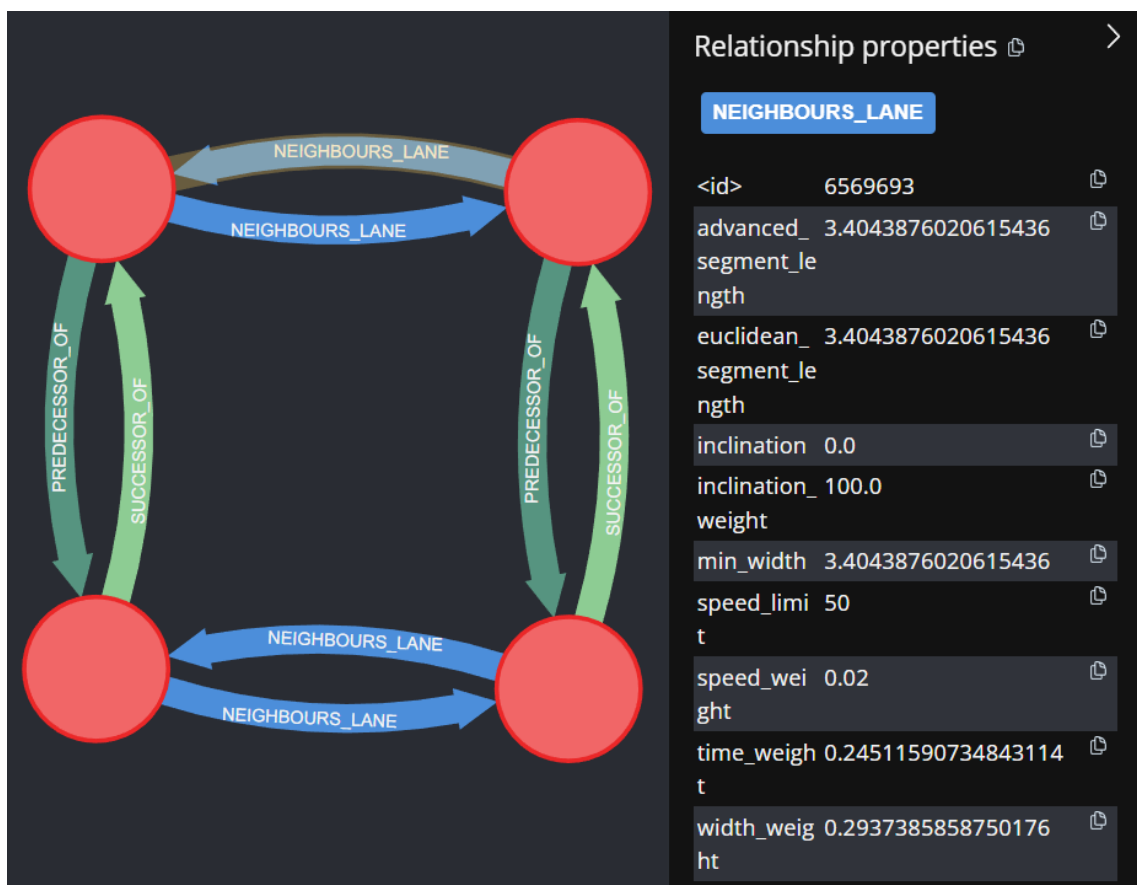 NEIGHBOURS_LANE
NEIGHBOURS_LANE
PREDECESSOR_OF
SUCCESSOR_OF
PREDECESSOR_OF
SUCCESSOR_OF
NEIGHBOURS_LANE
NEIGHBOURS_LANE
Relationship properties
NEIGHBOURS_LANE
<id> 6569693
advanced_ 3.4043876020615436
segment_le
ngth
euclidean_ 3.4043876020615436
segment_le
ngth
inclination 0.0
inclination_ 100.0
weight
min_width 3.4043876020615436
speed_limi 50
t
speed_wei 0.02
ght
time_weigh 0.24511590734843114
t
width_weig 0.2937385858750176
ht